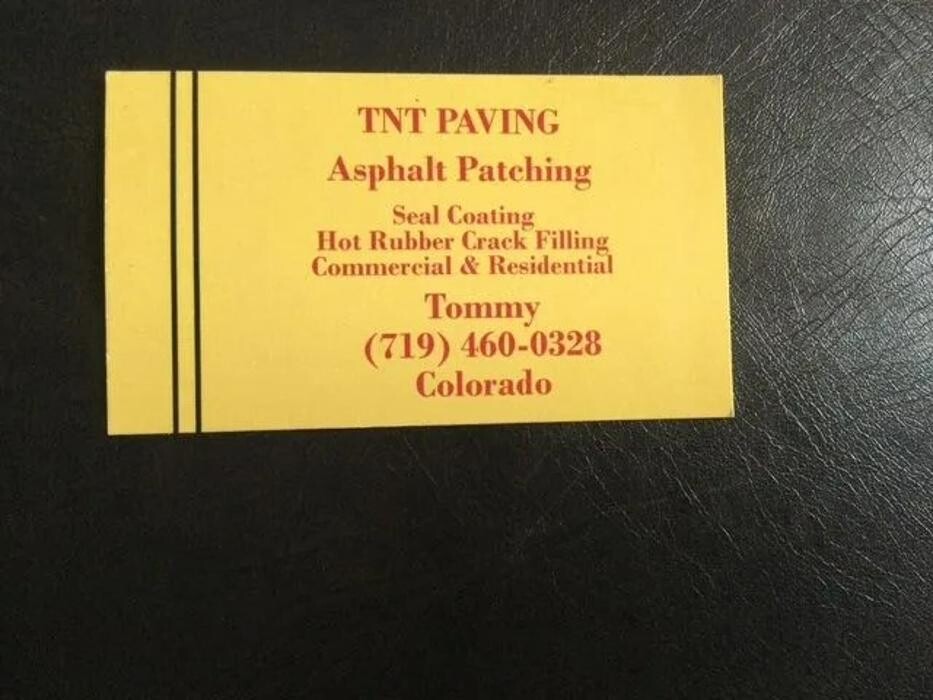 TNT PAVING
Asphalt Patching
Seal Coating
Hot Rubber Crack Filling
Commercial & Residential
Tommy
(719) 460-0328
Colorado